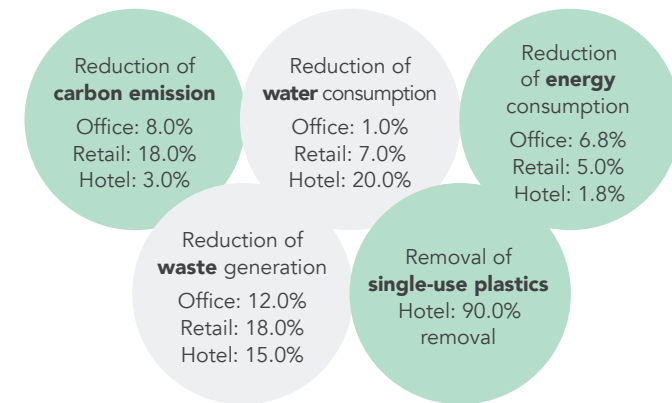 Reduction of
carbon emission
Office: 8.0%
Retail: 18.0%
Hotel: 3.0%
Reduction of
water consumption
Office: 1.0%
Retail: 7.0%
Hotel: 20.0%
Reduction
of energy
consumption
Office: 6.8%
Retail: 5.0%
Hotel: 1.8%
Reduction of
waste generation
Office: 12.0%
Retail: 18.0%
Hotel: 15.0%
Removal of
single-use plastics
Hotel: 90.0%
removal